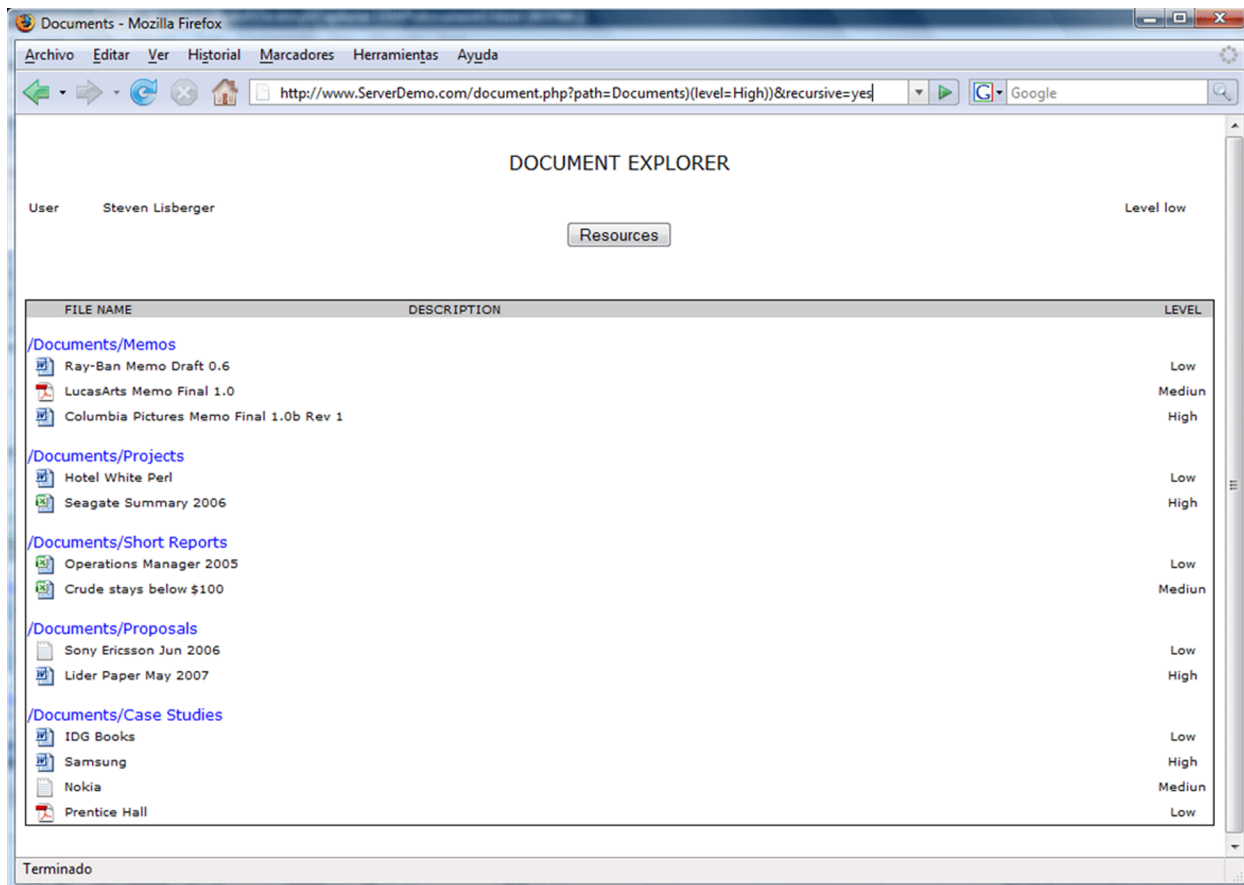 Documents - Mozilla Firefox
Archivo Editar Ver Historial Marcadores Herramientas Ayuda
http://www.ServerDemo.com/document.php?path=Documents)(level=High))&recursive=yes G Google
DOCUMENT EXPLORER
User Steven Lisberger Level low
Resources
FILE NAME DESCRIPTION LEVEL
/Documents/Memos
Ray-Ban Memo Draft 0.6 Low
LucasArts Memo Final 1.0 Mediun
Columbia Pictures Memo Final 1.0b Rev 1 High
/Documents/Projects
Hotel White Perl Low
Seagate Summary 2006 High
/Documents/Short Reports
Operations Manager 2005 Low
Crude stays below $100 Mediun
/Documents/Proposals
Sony Ericsson Jun 2006 Low
Lider Paper May 2007 High
/Documents/Case Studies
IDG Books Low
Samsung High
Nokia Mediun
Prentice Hall Low
Terminado